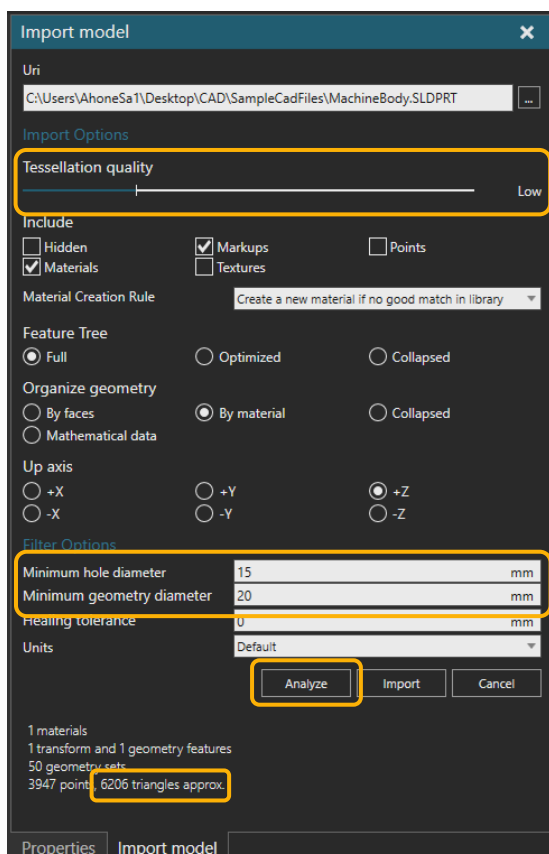 Import model
Uri
C:\Users\AhoneSa1\Desktop\CAD\SampleCadFiles\MachineBody.SLDPRT ...
Import Options
Tessellation quality
Low
Include
Hidden Markups Points
Materials Textures
Material Creation Rule Create a new material if no good match in library
Feature Tree
Full Optimized Collapsed
Organize geometry
By faces By material Collapsed
Mathematical data
Up axis
+X +Y +Z
-X -Y -Z
Filter Options
Minimum hole diameter 15 mm
Minimum geometry diameter 20 mm
Healing tolerance 0 mm
Units Default
Analyze Import Cancel
1 materials
1 transform and 1 geometry features
50 geometry sets
3947 points, 6206 triangles approx.
Properties Import model